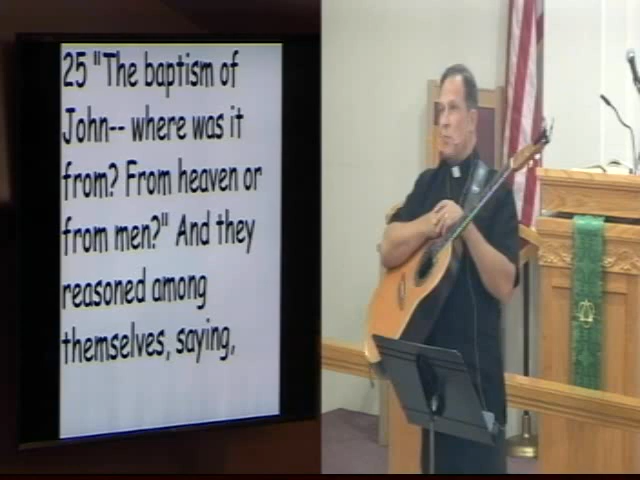 25 "The baptism of
John-- where was it
from? From heaven or
from men?" And they
reasoned among
themselves, saying,